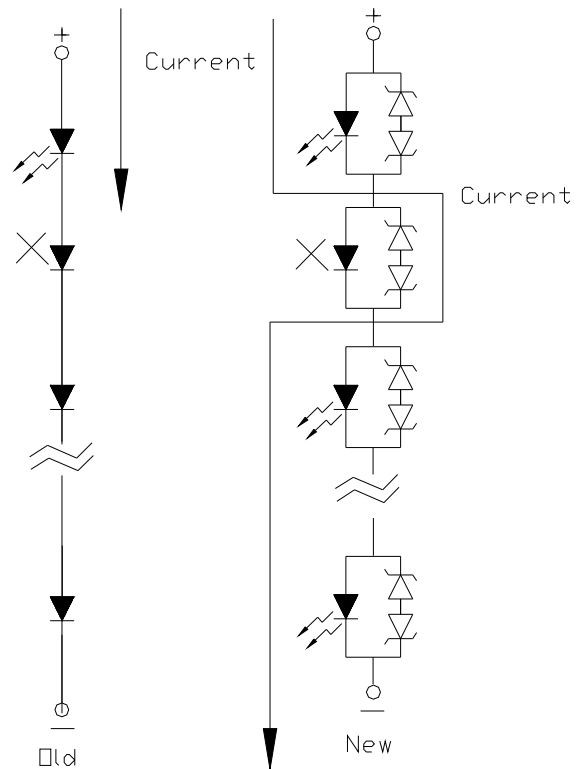 +
Current
+
Current
—
Old
—
New